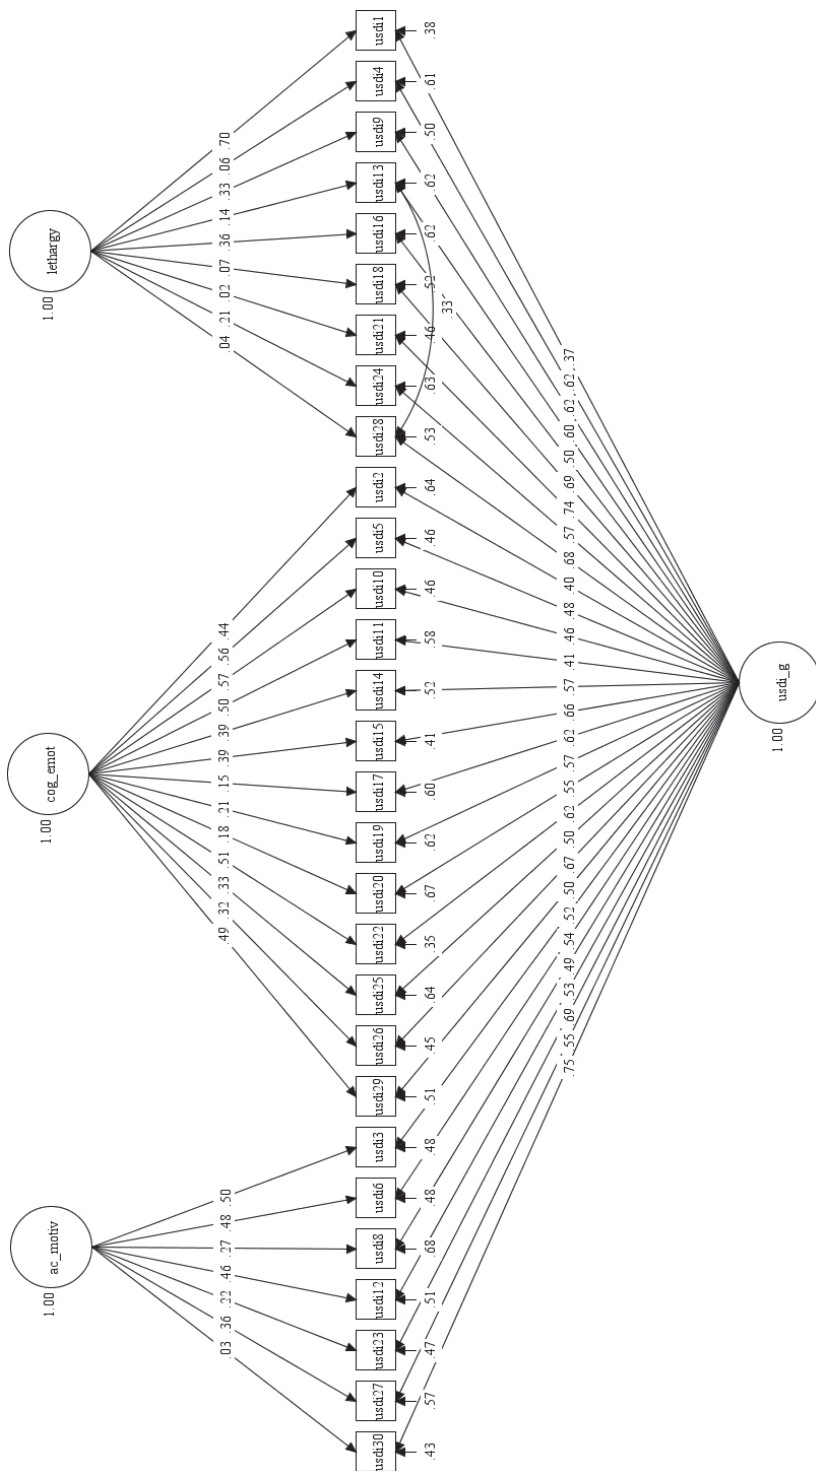 ac_motiv cog_emot lethargy
1.00 1.00 1.00
.03 .36 .22 .46 .27 .48 .50 .49 .32 .33 .51 .18 .21 .15 .39 .39 .50 .57 .56 .44 .04 .21 .02 .07 .36 .14 .33 .06 .70
usdi30 usdi27 usdi23 usdi12 usdi8 usdi6 usdi3 usdi29 usdi26 usdi25 usdi22 usdi20 usdi19 usdi17 usdi15 usdi14 usdi11 usdi10 usdi5 usdi2 usdi28 usdi24 usdi21 usdi18 usdi16 usdi13 usdi9 usdi4 usdi1
.43 .57 .47 .51 .68 .48 .48 .51 .45 .64 .35 .67 .62 .60 .41 .52 .58 .46 .46 .64 .53 .63 .46 .52 .62 .62 .50 .61 .38
.33
.75 .55 .69 .53 .49 .54 .52 .50 .67 .50 .62 .55 .57 .62 .66 .57 .41 .46 .48 .40 .68 .57 .74 .69 .50 .60 .62 .62 .37
usdi_g
1.00